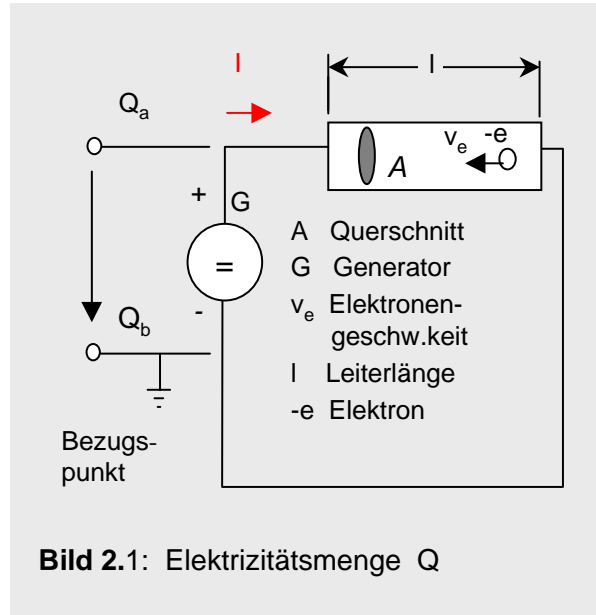 I
l
Qa
ve
-e
A
+
G
=
-
Qb
A Querschnitt
G Generator
ve Elektronen-
geschw.keit
l Leiterlänge
-e Elektron
Bezugs-
punkt
Bild 2.1: Elektrizitätsmenge Q